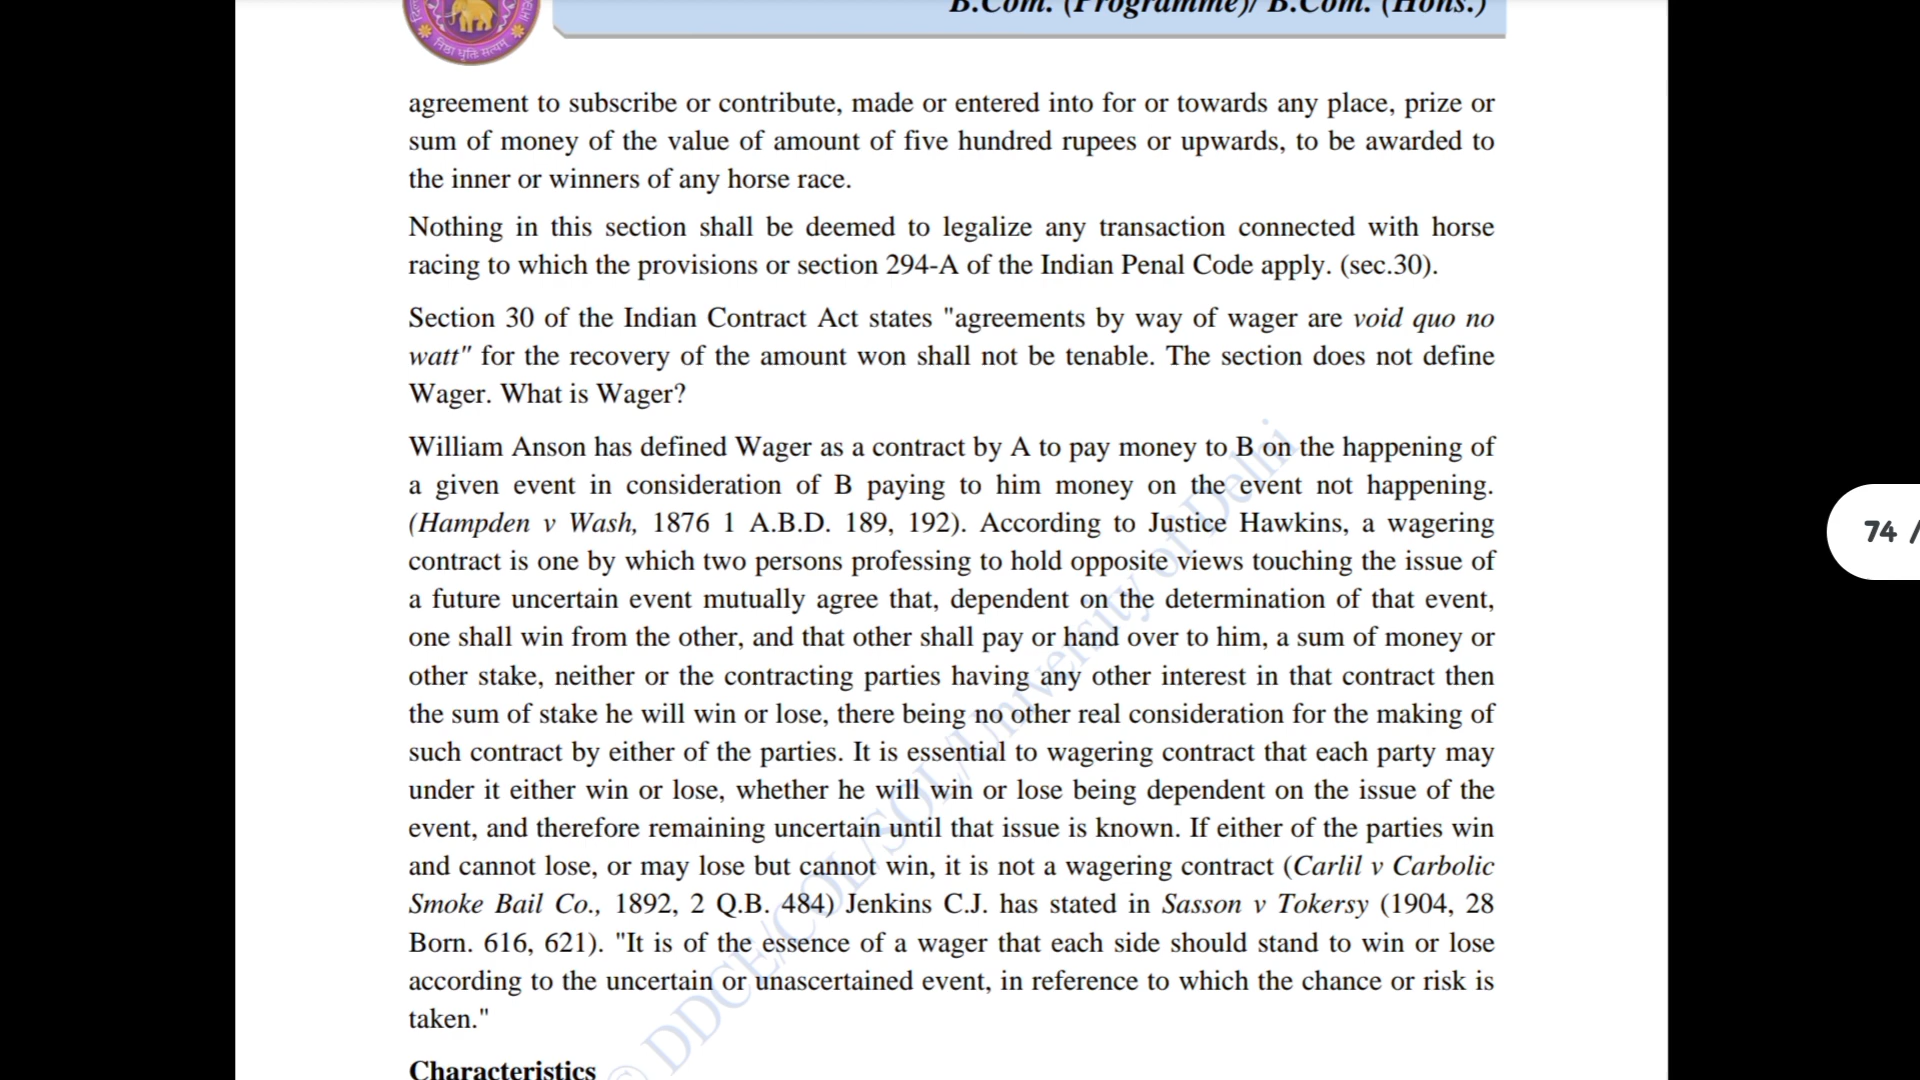 B.Com. (Programme)/ B.Com. (Hons.)
निष्ठा धृति सत्यम्
agreement to subscribe or contribute, made or entered into for or towards any place, prize or
sum of money of the value of amount of five hundred rupees or upwards, to be awarded to
the inner or winners of any horse race.
Nothing in this section shall be deemed to legalize any transaction connected with horse
racing to which the provisions or section 294-A of the Indian Penal Code apply. (sec.30).
Section 30 of the Indian Contract Act states "agreements by way of wager are void quo no
watt" for the recovery of the amount won shall not be tenable. The section does not define
Wager. What is Wager?
William Anson has defined Wager as a contract by A to pay money to B on the happening of
a given event in consideration of B paying to him money on the event not happening.
(Hampden v Wash, 1876 1 A.B.D. 189, 192). According to Justice Hawkins, a wagering
contract is one by which two persons professing to hold opposite views touching the issue of
a future uncertain event mutually agree that, dependent on the determination of that event,
one shall win from the other, and that other shall pay or hand over to him, a sum of money or
other stake, neither or the contracting parties having any other interest in that contract then
the sum of stake he will win or lose, there being no other real consideration for the making of
such contract by either of the parties. It is essential to wagering contract that each party may
under it either win or lose, whether he will win or lose being dependent on the issue of the
event, and therefore remaining uncertain until that issue is known. If either of the parties win
and cannot lose, or may lose but cannot win, it is not a wagering contract (Carlil v Carbolic
Smoke Bail Co., 1892, 2 Q.B. 484) Jenkins C.J. has stated in Sasson v Tokersy (1904, 28
Born. 616, 621). "It is of the essence of a wager that each side should stand to win or lose
according to the uncertain or unascertained event, in reference to which the chance or risk is
taken."
Characteristics
© DDCE/COL/SOL/University of Delhi
74 /